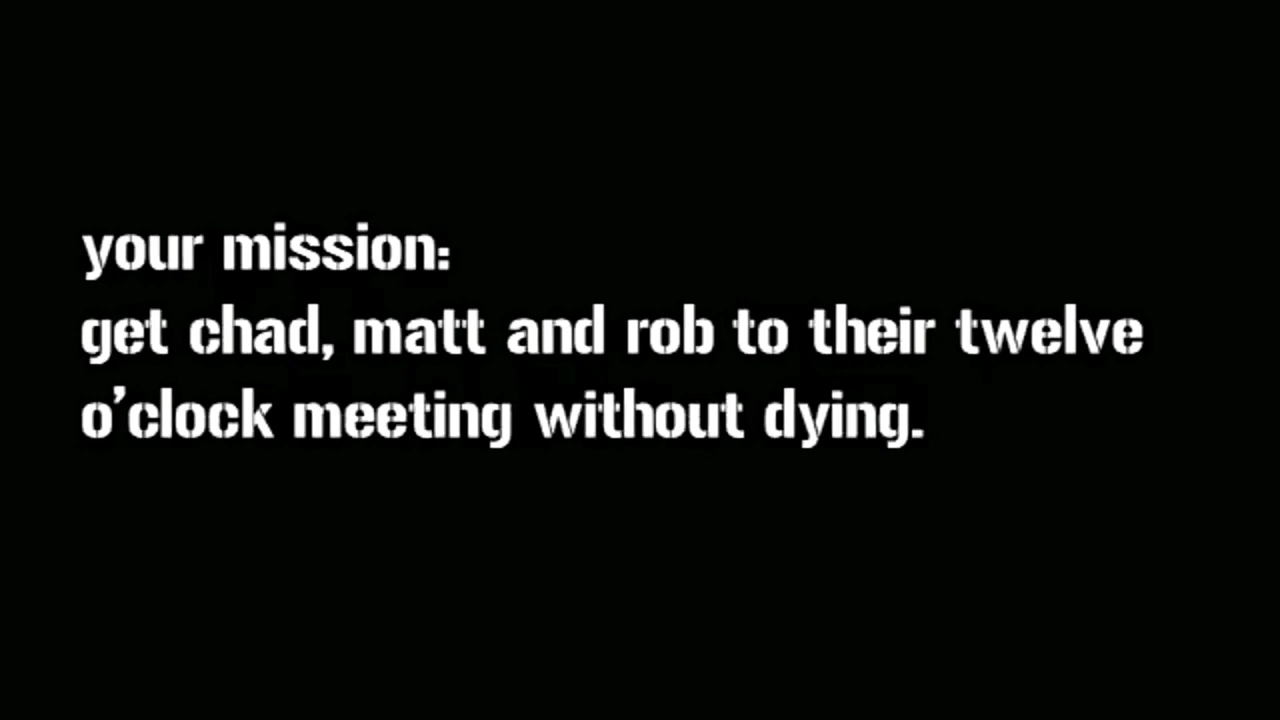 your mission:
get chad, matt and rob to their twelve
o’clock meeting without dying.